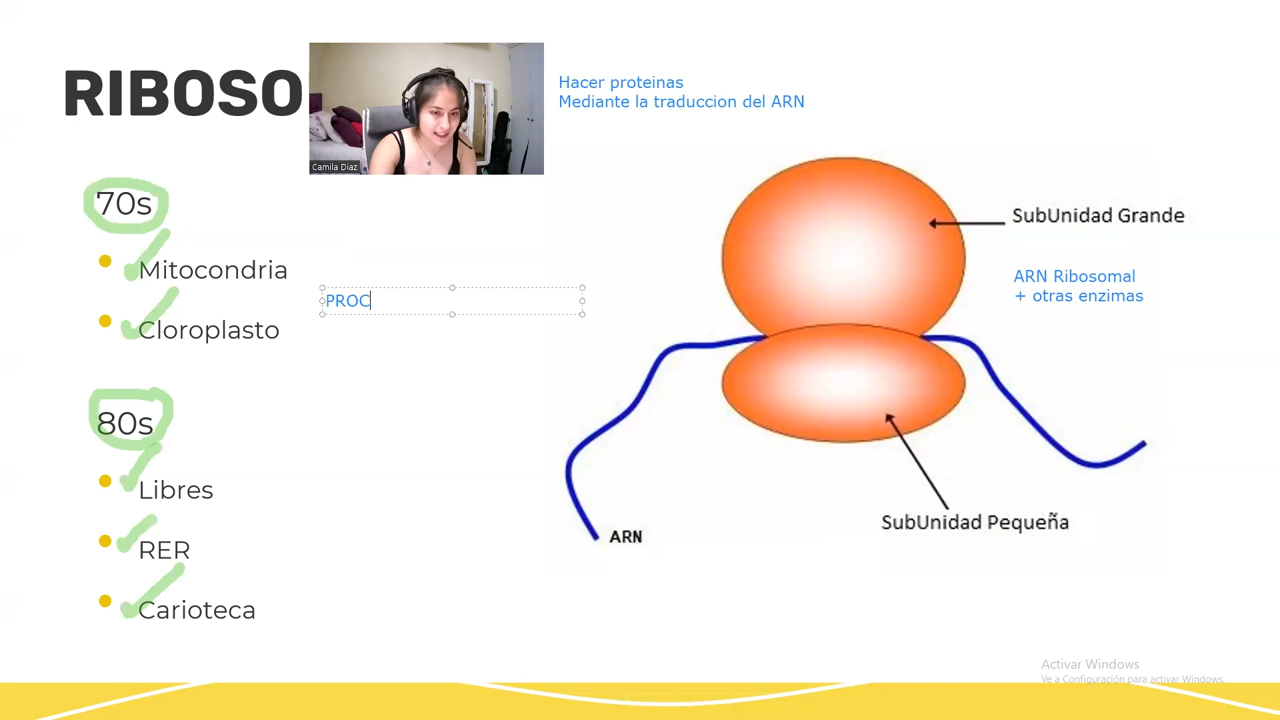 RIBOSO
Camila Diaz
Hacer proteinas
Mediante la traduccion del ARN
70s
Mitocondria
Cloroplasto
PROC
80s
Libres
RER
Carioteca
SubUnidad Grande
ARN Ribosomal
+ otras enzimas
SubUnidad Pequeña
ARN
Activar Windows
Ve a Configuración para activar Windows.